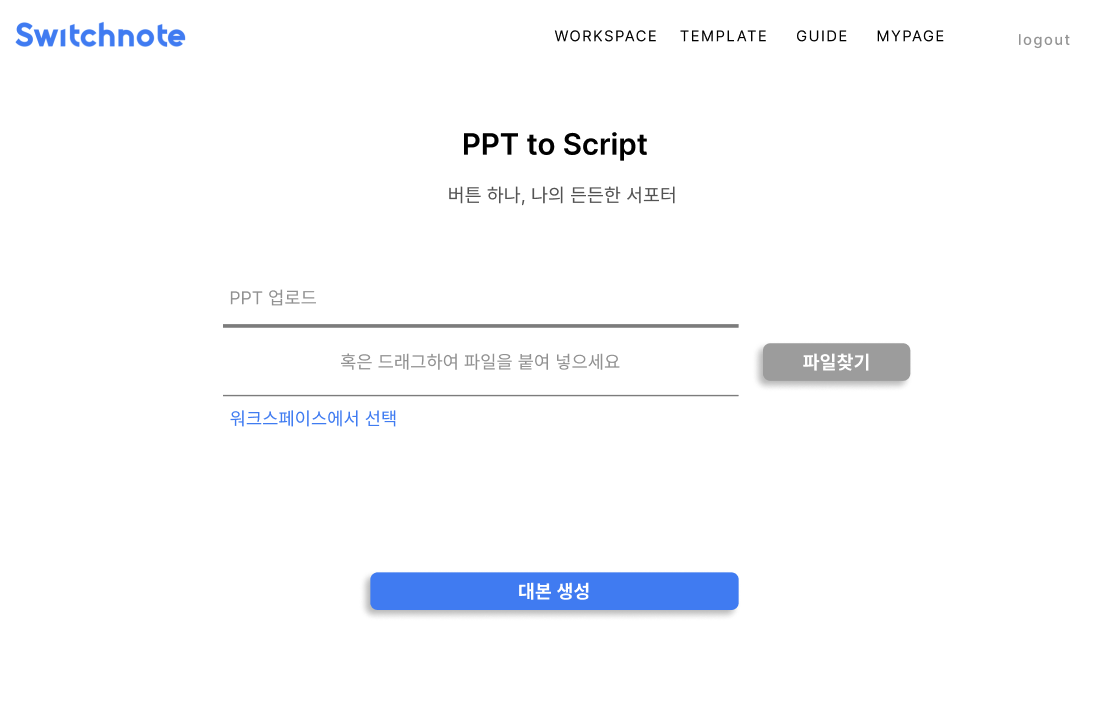 Switchnote WORKSPACE TEMPLATE GUIDE MYPAGE logout
PPT to Script
버튼 하나, 나의 든든한 서포터
PPT 업로드
혹은 드래그하여 파일을 붙여 넣으세요 파일찾기
워크스페이스에서 선택
대본 생성